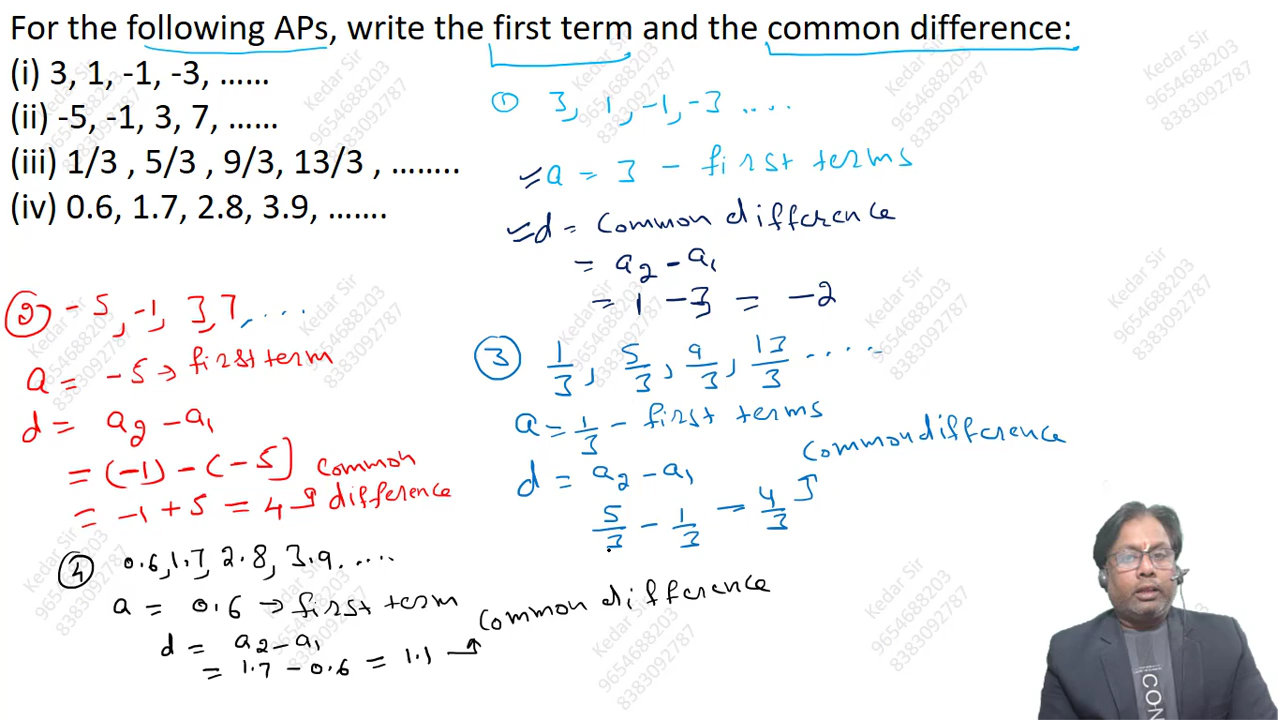 For the following APs, write the first term and the common difference:
(i) 3, 1, -1, -3, ......
(ii) -5, -1, 3, 7, ......
(iii) 1/3 , 5/3 , 9/3, 13/3 , ........
(iv) 0.6, 1.7, 2.8, 3.9, .......
① 3, 1, -1, -3 .....
a = 3 - first terms
d = Common difference
= a₂ - a₁
= 1 - 3 = -2
② -5, -1, 3, 7, ....
a = -5 → first term
d = a₂ - a₁
= (-1) - (-5] common
= -1 + 5 = 4 → difference
③ 1/3, 5/3, 9/3, 13/3 .....
a = 1/3 - first terms
Common difference
d = a₂ - a₁
5/3 - 1/3 = 4/3
④ 0.6, 1.7, 2.8, 3.9. ....
a = 0.6 → first term
Common difference
d = a₂ - a₁
= 1.7 - 0.6 = 1.1 →
Kedar Sir
9654688203
8383092787
CON